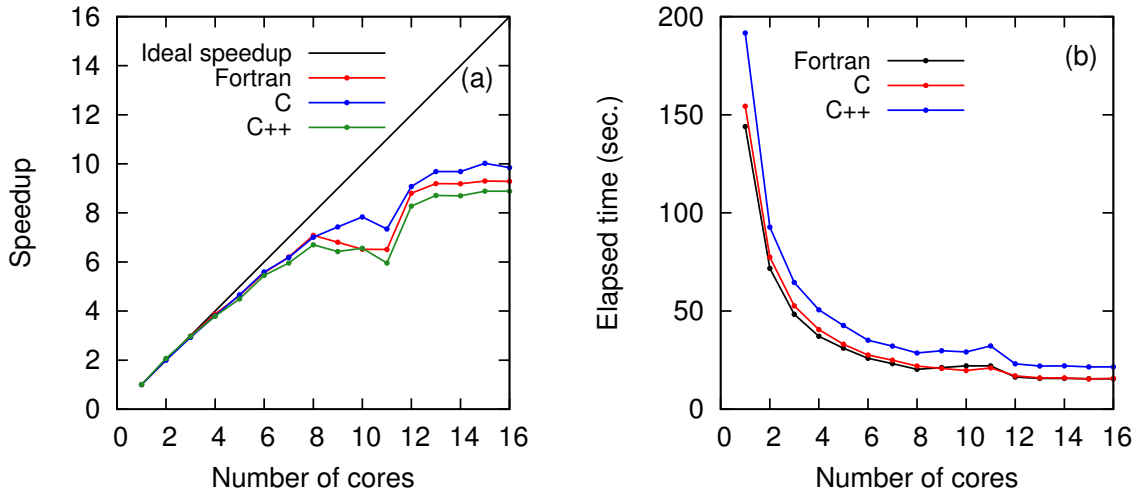 16
14
12
10
8
6
4
2
0
Speedup
Ideal speedup
Fortran
C
C++
(a)
0 2 4 6 8 10 12 14 16
Number of cores
200
150
100
50
0
Elapsed time (sec.)
Fortran
C
C++
(b)
0 2 4 6 8 10 12 14 16
Number of cores